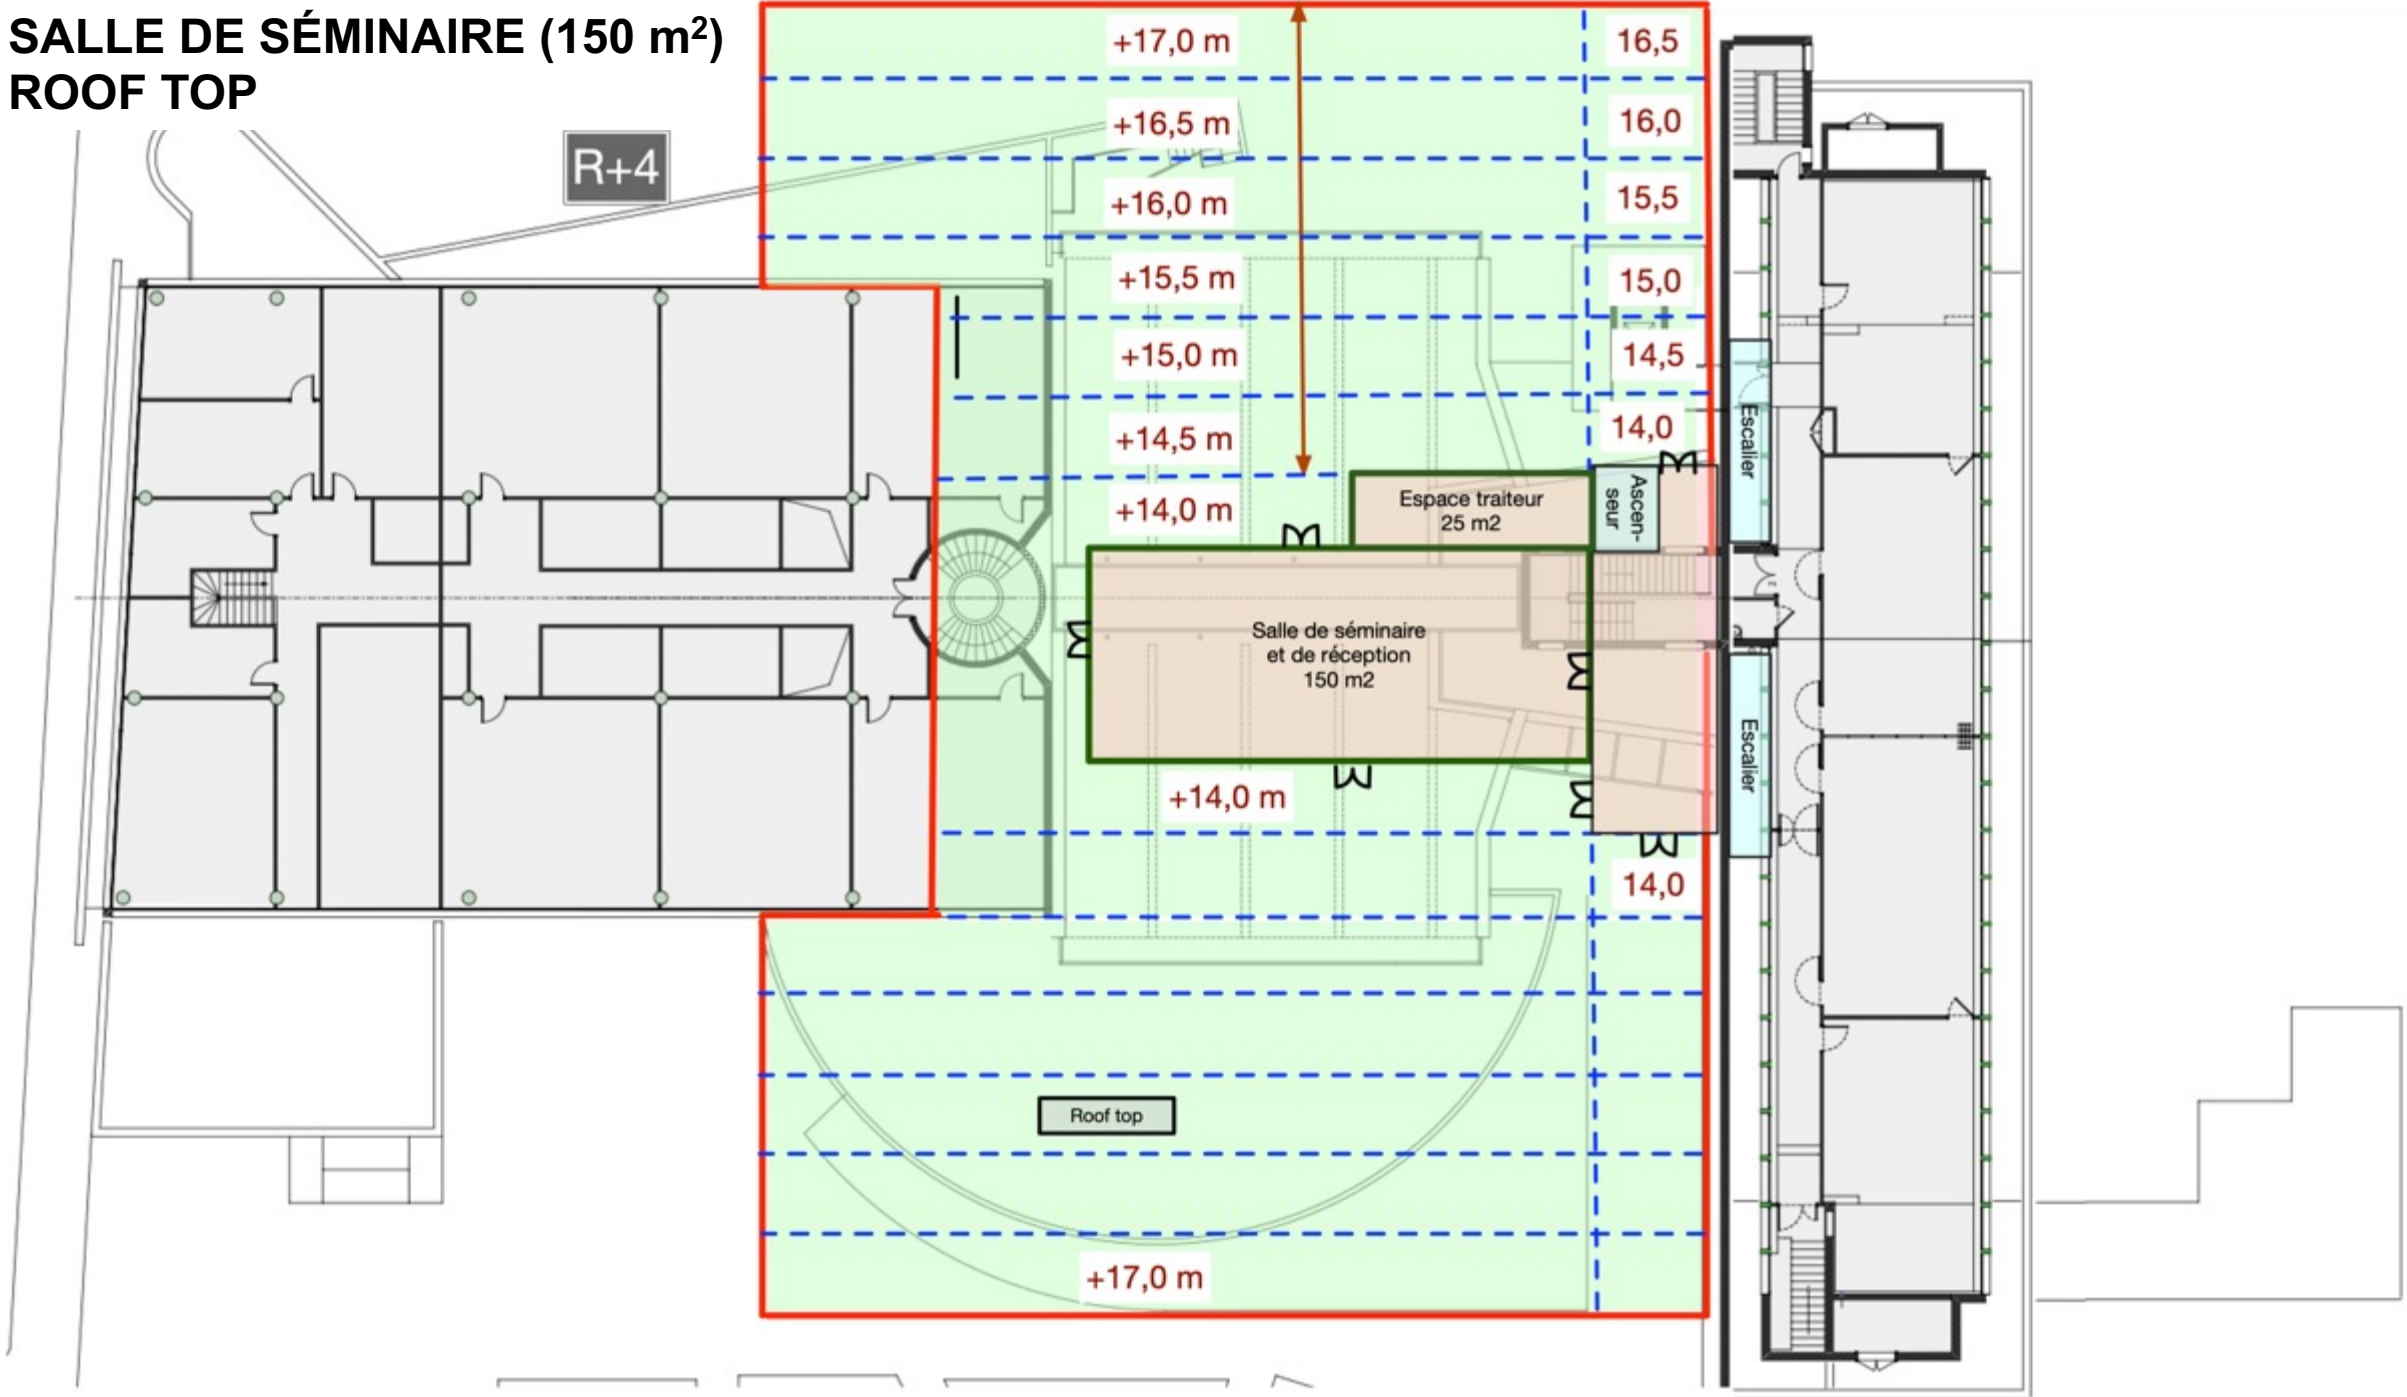 SALLE DE SÉMINAIRE (150 m²)
ROOF TOP
R+4
+17,0 m
16,5
+16,5 m
16,0
+16,0 m
15,5
+15,5 m
15,0
+15,0 m
14,5
+14,5 m
14,0
+14,0 m
Espace traiteur
25 m2
Ascen-
seur
Escalier
Salle de séminaire
et de réception
150 m2
Escalier
+14,0 m
14,0
Roof top
+17,0 m